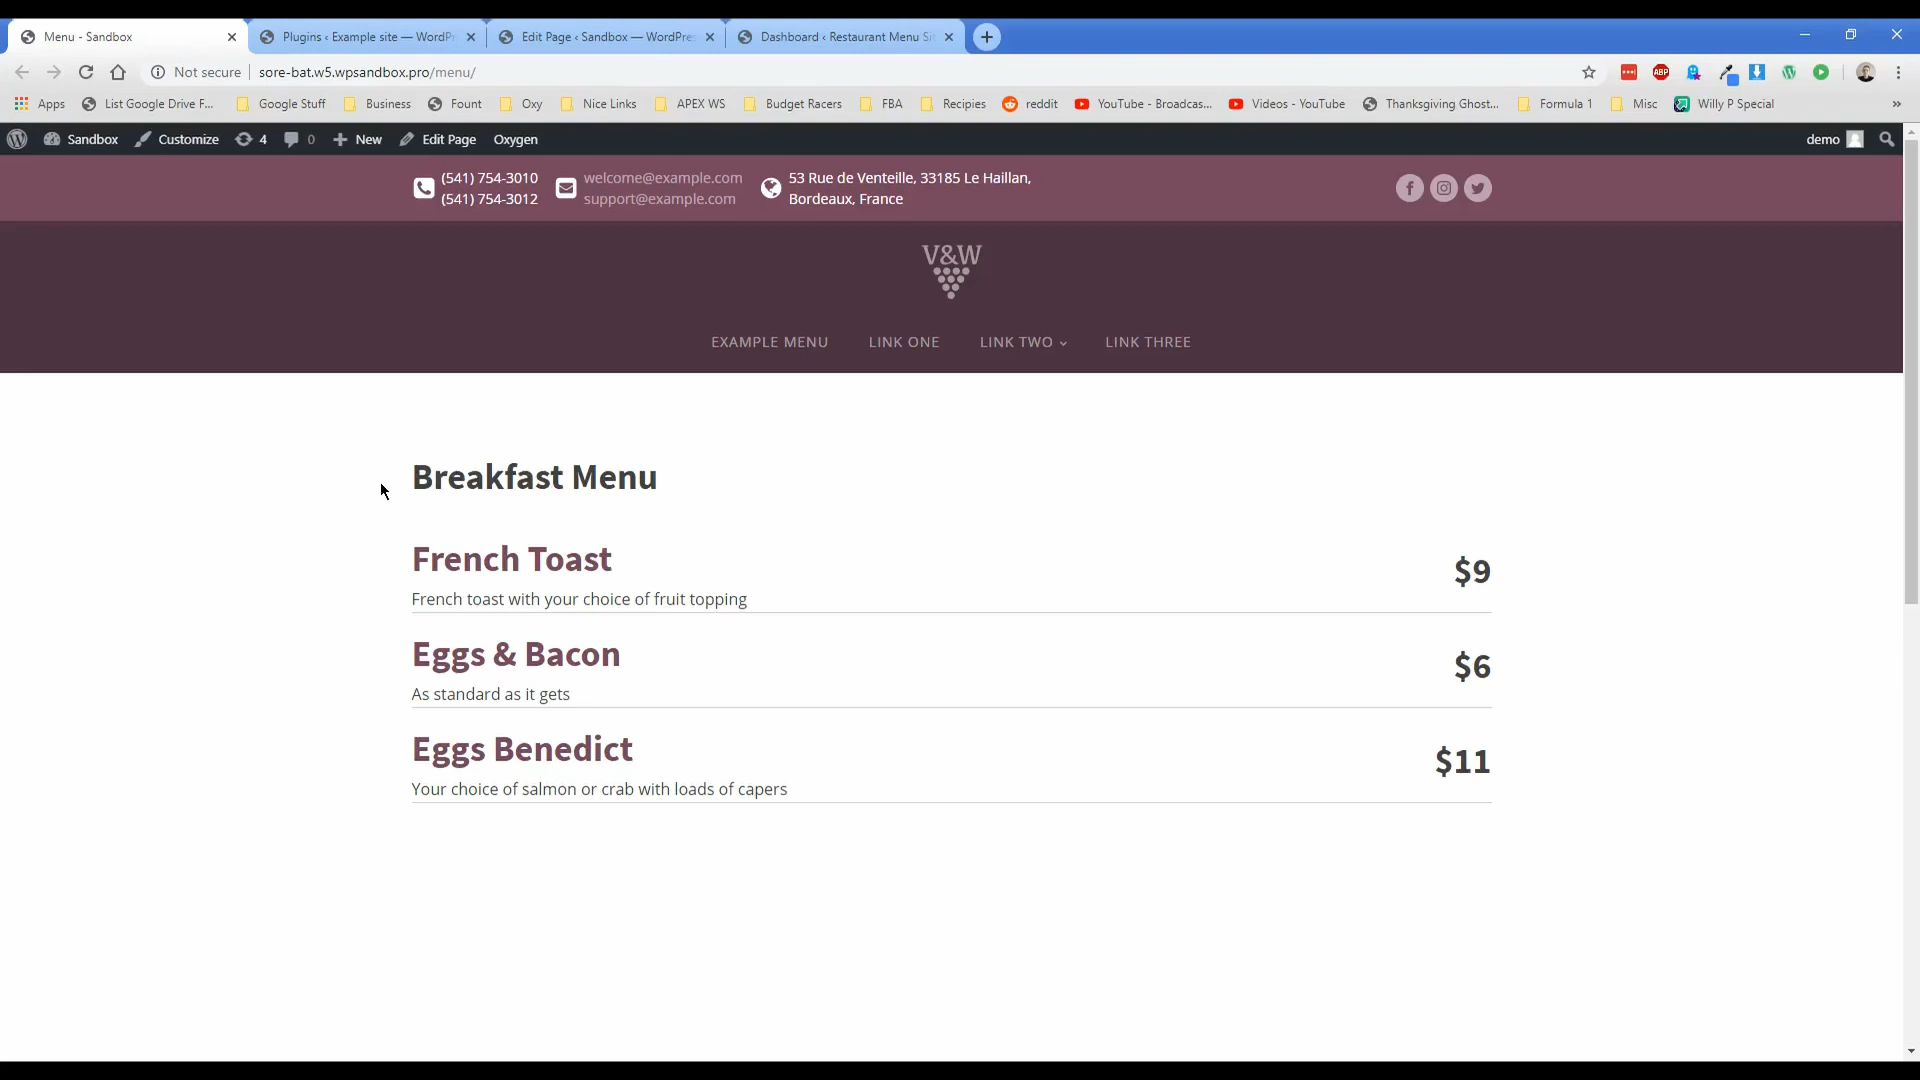 Menu - Sandbox
Plugins ‹ Example site — WordPr
Edit Page ‹ Sandbox — WordPres
Dashboard ‹ Restaurant Menu Sit
Not secure
sore-bat.w5.wpsandbox.pro/menu/
ABP
Apps
List Google Drive F...
Google Stuff
Business
Fount
Oxy
Nice Links
APEX WS
Budget Racers
FBA
Recipies
reddit
YouTube - Broadcas...
Videos - YouTube
Thanksgiving Ghost...
Formula 1
Misc
Willy P Special
»
Sandbox
Customize
4
0
New
Edit Page
Oxygen
demo
(541) 754-3010
(541) 754-3012
welcome@example.com
support@example.com
53 Rue de Venteille, 33185 Le Haillan,
Bordeaux, France
V&W
EXAMPLE MENU
LINK ONE
LINK TWO
LINK THREE
Breakfast Menu
French Toast
$9
French toast with your choice of fruit topping
Eggs & Bacon
$6
As standard as it gets
Eggs Benedict
$11
Your choice of salmon or crab with loads of capers